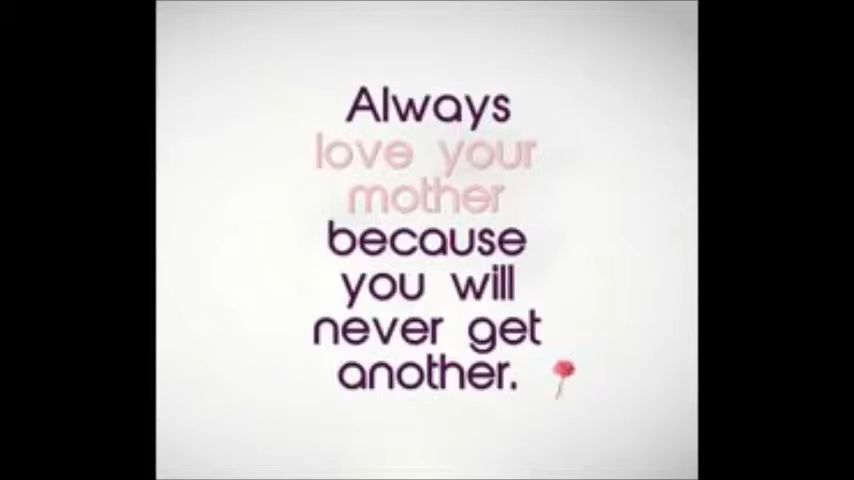 Always
love your
mother
because
you will
never get
another.